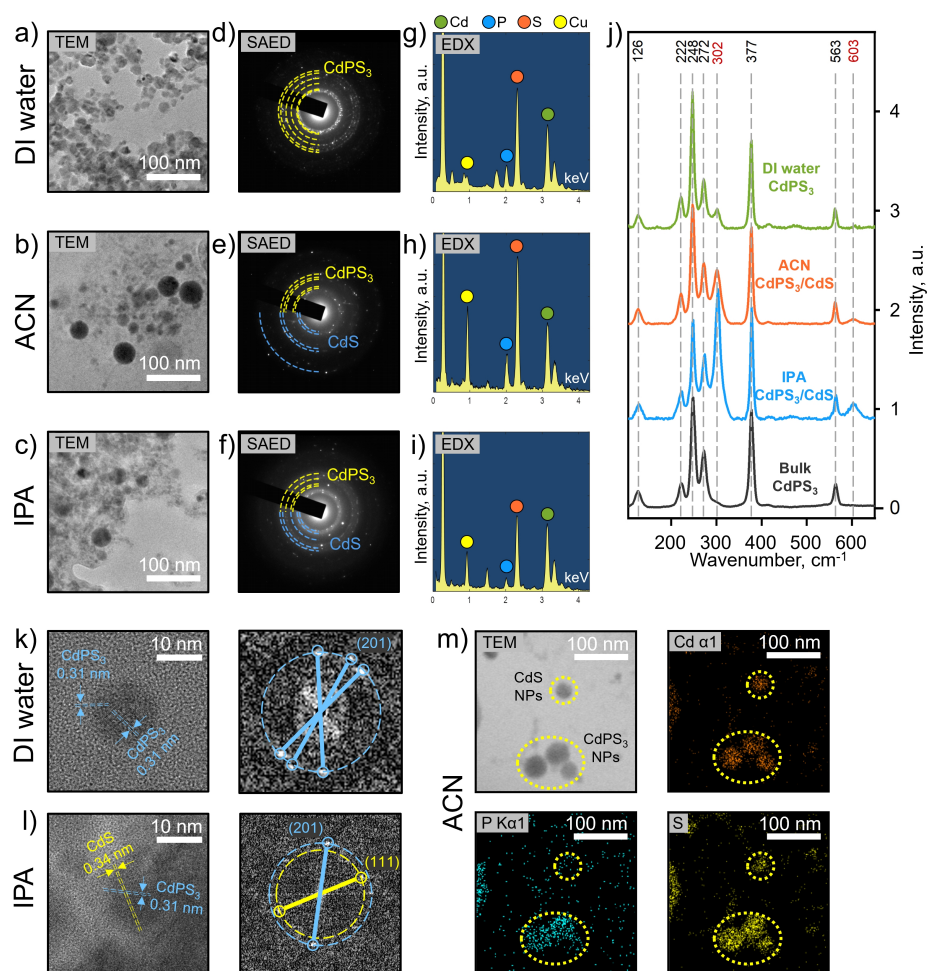 a)
DI water
TEM
100 nm
d)
SAED
CdPS₃
Cd P S Cu
g)
EDX
Intensity, a.u.
keV
0 1 2 3 4
b)
ACN
TEM
100 nm
e)
SAED
CdPS₃
CdS
h)
EDX
Intensity, a.u.
keV
0 1 2 3 4
c)
IPA
TEM
100 nm
f)
SAED
CdPS₃
CdS
i)
EDX
Intensity, a.u.
keV
0 1 2 3 4
j)
126 222 248 272 302 377 563 603
DI water
CdPS₃
ACN
CdPS₃/CdS
IPA
CdPS₃/CdS
Bulk
CdPS₃
4
3
2
1
0
Intensity, a.u.
200 300 400 500 600
Wavenumber, cm⁻¹
k)
DI water
10 nm
CdPS₃
0.31 nm
CdPS₃
0.31 nm
(201)
l)
IPA
10 nm
CdS
0.34 nm
CdPS₃
0.31 nm
(201)
(111)
m)
ACN
TEM
100 nm
CdS
NPs
CdPS₃
NPs
Cd α1
100 nm
P Kα1
100 nm
S
100 nm